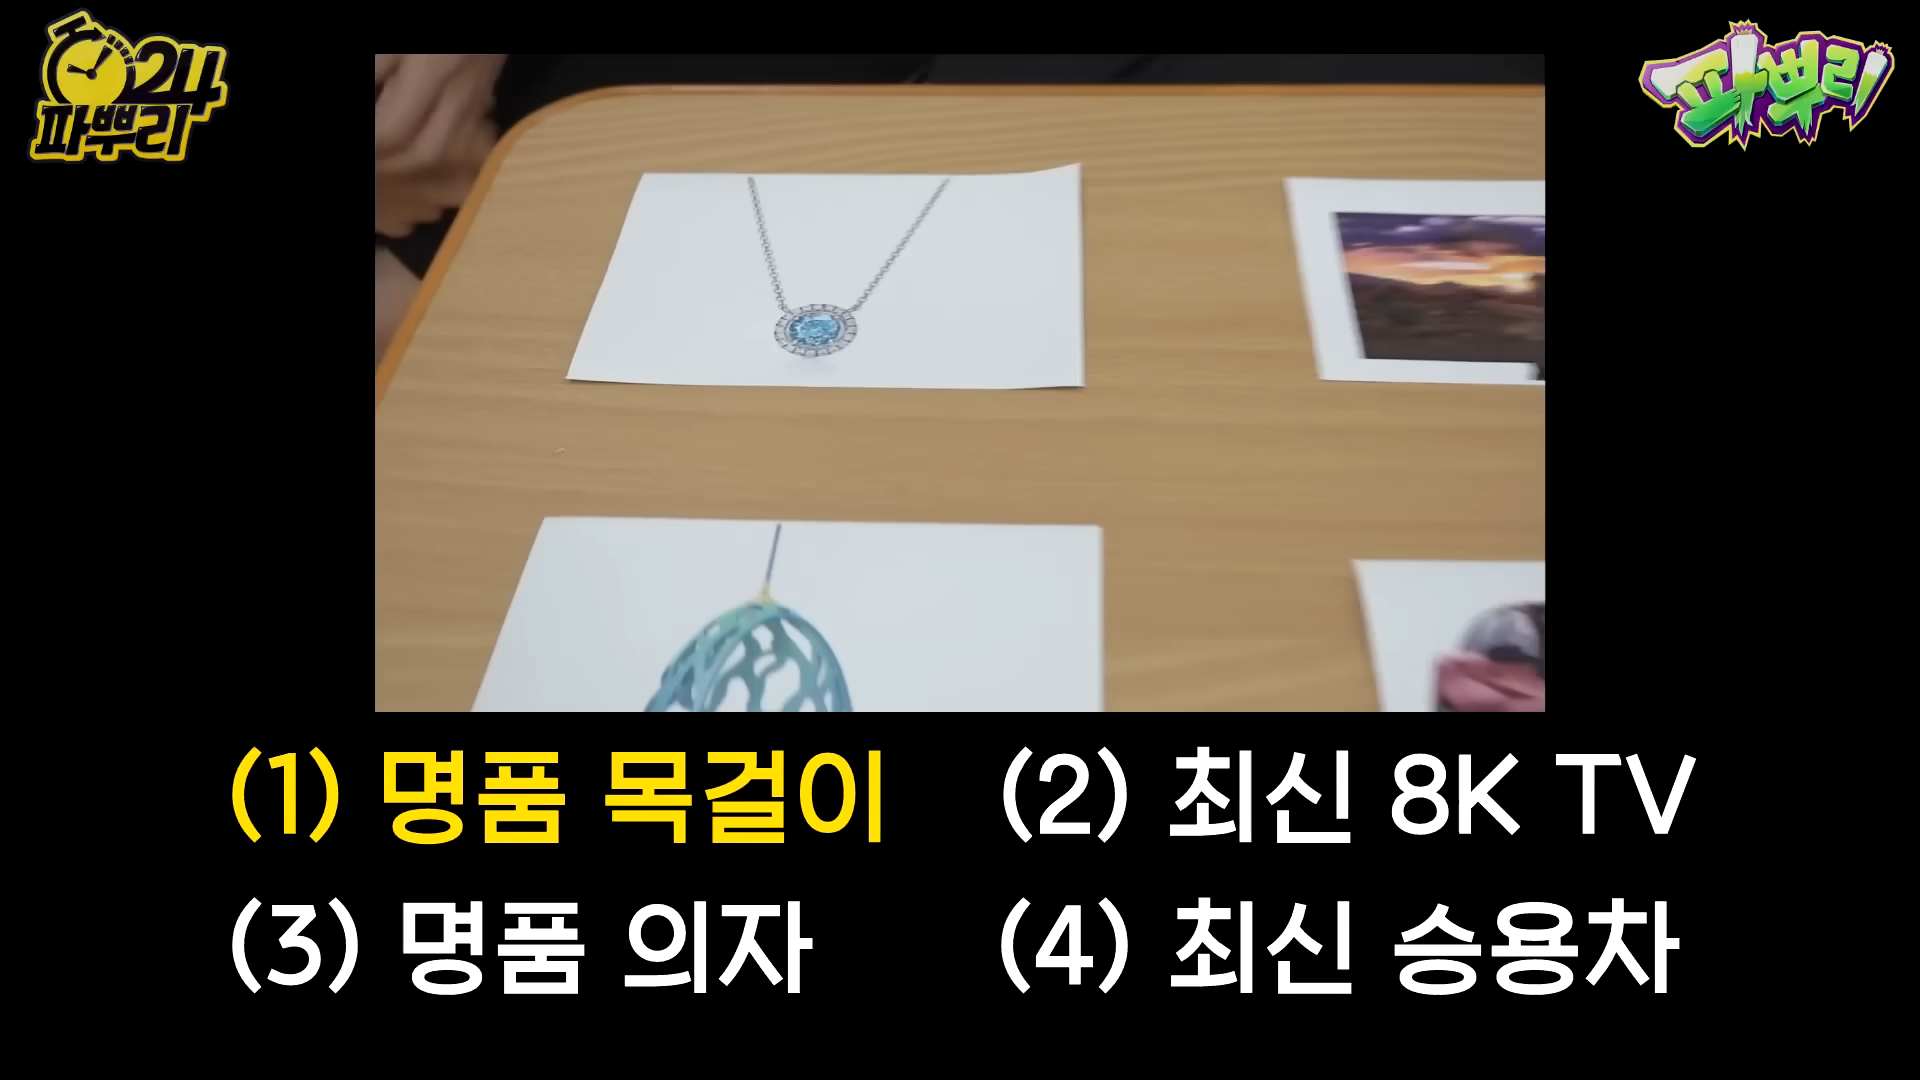 24
파뿌리
파뿌리
(1) 명품 목걸이 (2) 최신 8K TV
(3) 명품 의자 (4) 최신 승용차